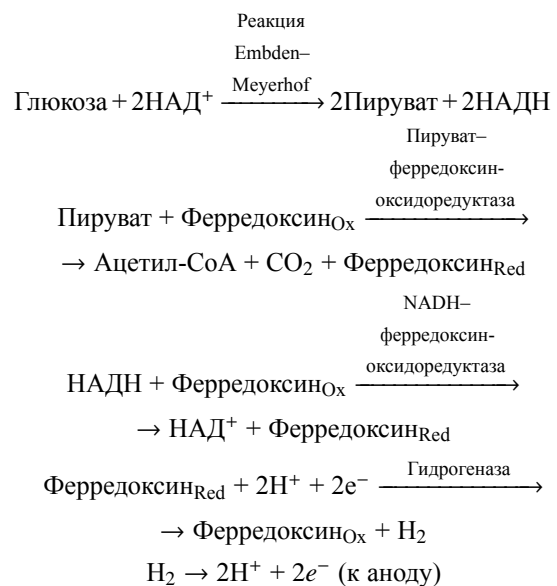 Реакция
Embden–
Meyerhof
Глюкоза + 2НАД⁺ ⟶ 2Пируват + 2НАДН
Пируват–
ферредоксин-
оксидоредуктаза
Пируват + Ферредоксин_Ox ⟶
→ Ацетил-СоА + CO₂ + Ферредоксин_Red
NADH–
ферредоксин-
оксидоредуктаза
НАДН + Ферредоксин_Ox ⟶
→ НАД⁺ + Ферредоксин_Red
Ферредоксин_Red + 2H⁺ + 2e⁻ ⟶ Гидрогеназа
→ Ферредоксин_Ox + H₂
H₂ → 2H⁺ + 2e⁻ (к аноду)